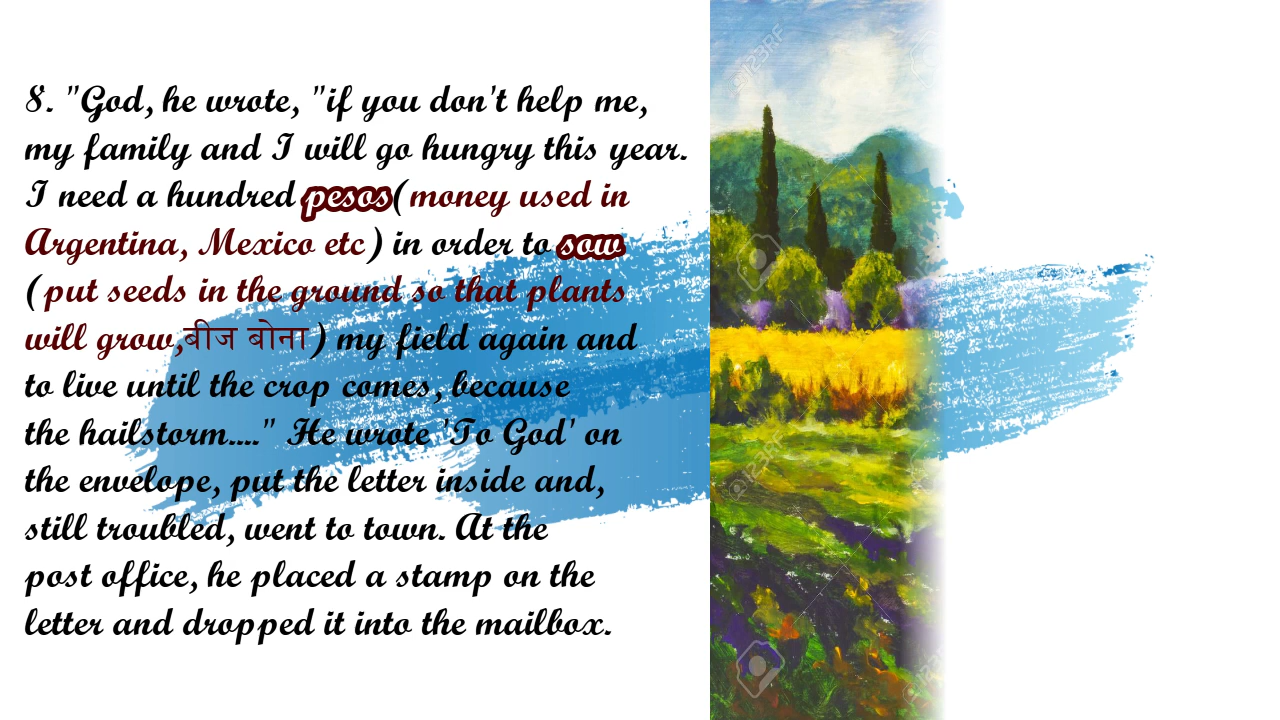 8. "God, he wrote, "if you don't help me,
my family and I will go hungry this year.
I need a hundred pesos(money used in
Argentina, Mexico etc) in order to sow
(put seeds in the ground so that plants
will grow,बीज बोना) my field again and
to live until the crop comes, because
the hailstorm...." He wrote 'To God' on
the envelope, put the letter inside and,
still troubled, went to town. At the
post office, he placed a stamp on the
letter and dropped it into the mailbox.
123RF
123RF